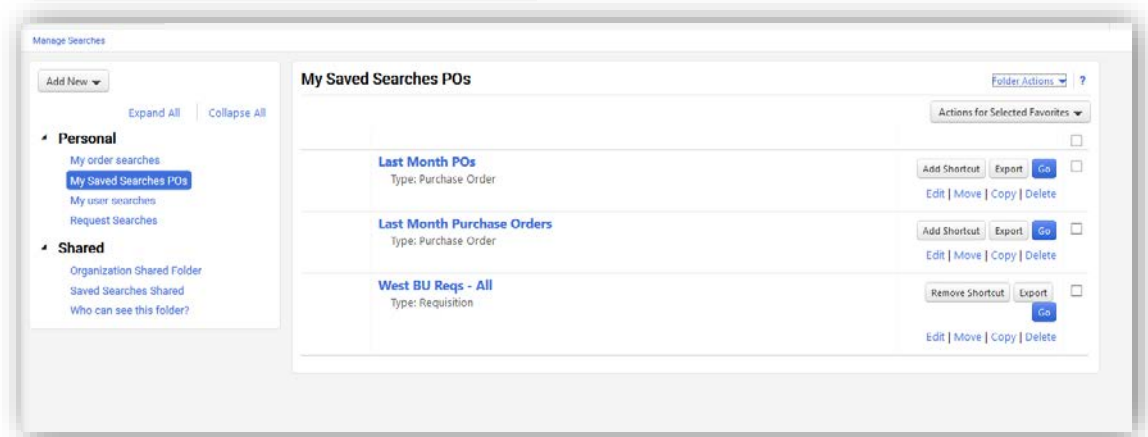 Manage Searches
Add New
Expand All Collapse All
Personal
My order searches
My Saved Searches POs
My user searches
Request Searches
Shared
Organization Shared Folder
Saved Searches Shared
Who can see this folder?
My Saved Searches POs
Folder Actions ?
Actions for Selected Favorites
Last Month POs
Type: Purchase Order
Add Shortcut Export Go
Edit | Move | Copy | Delete
Last Month Purchase Orders
Type: Purchase Order
Add Shortcut Export Go
Edit | Move | Copy | Delete
West BU Reqs - All
Type: Requisition
Remove Shortcut Export
Go
Edit | Move | Copy | Delete